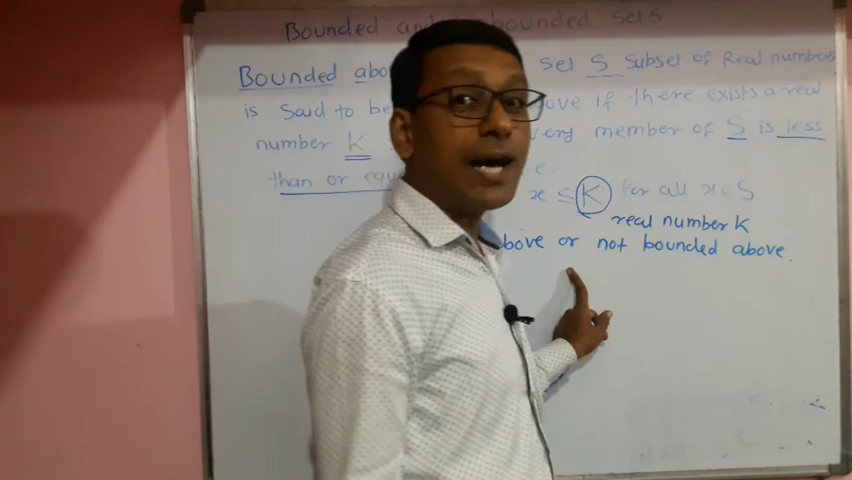 Bounded and bounded sets
Bounded abo set S subset of Real numbers
is said to be ove if there exists a real
number K very member of S is less
than or equ e.
x ≤ K for all x ∈ S
real number K
bove or not bounded above.